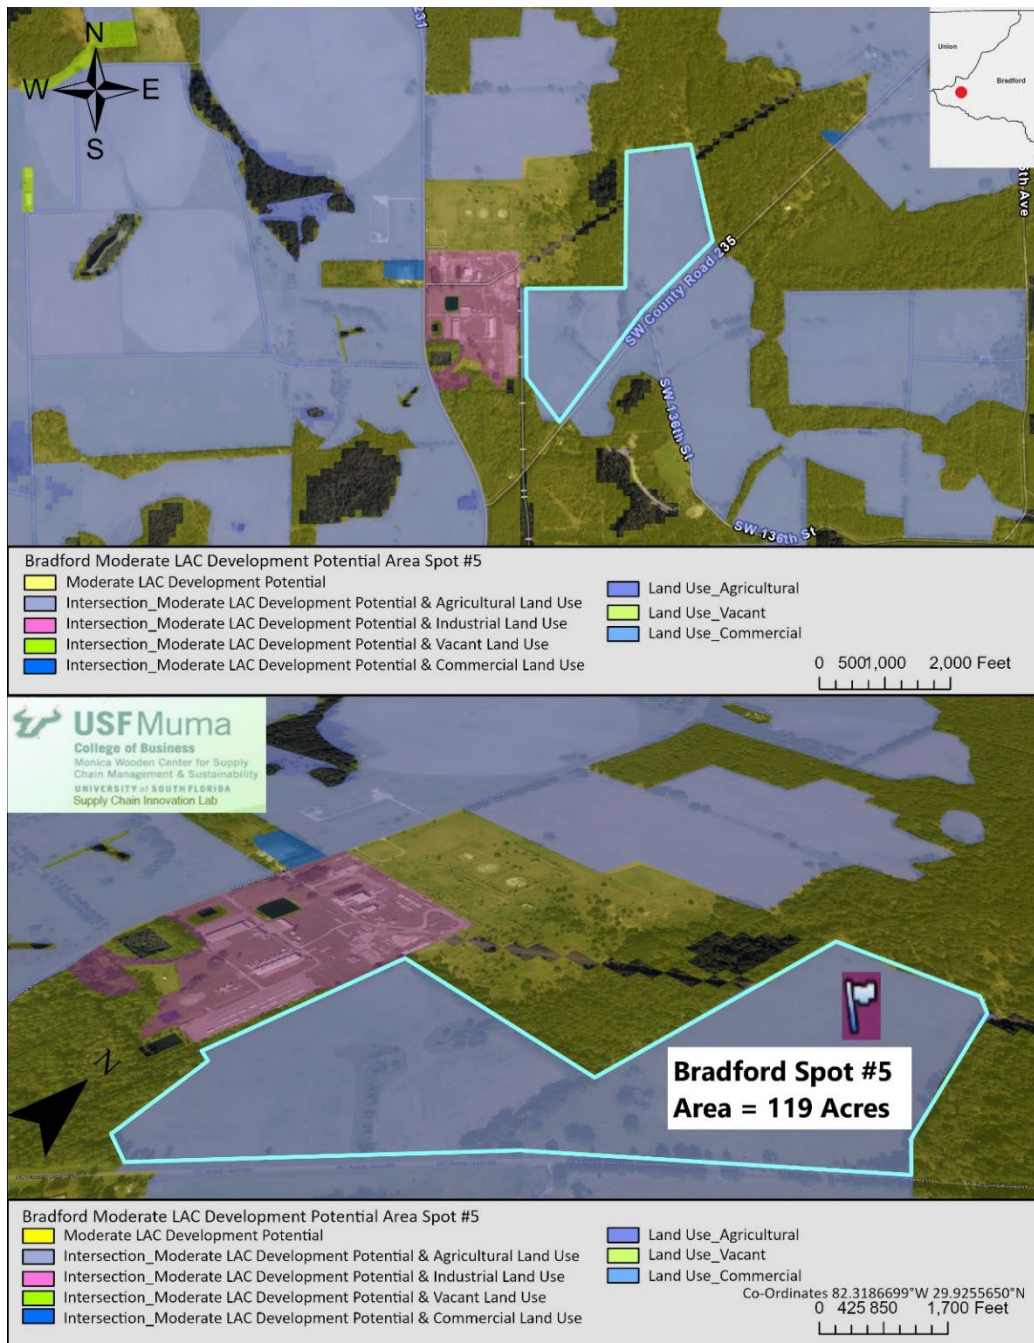 N
W E
S
231
Union
Bradford
5th Ave
SW County Road 235
SW 136th St
SW 136th St
Bradford Moderate LAC Development Potential Area Spot #5
Moderate LAC Development Potential
Intersection_Moderate LAC Development Potential & Agricultural Land Use
Intersection_Moderate LAC Development Potential & Industrial Land Use
Intersection_Moderate LAC Development Potential & Vacant Land Use
Intersection_Moderate LAC Development Potential & Commercial Land Use
Land Use_Agricultural
Land Use_Vacant
Land Use_Commercial
0 5001,000 2,000 Feet
USF Muma
College of Business
Monica Wooden Center for Supply
Chain Management & Sustainability
UNIVERSITY of SOUTH FLORIDA
Supply Chain Innovation Lab
N
Bradford Spot #5
Area = 119 Acres
Bradford Moderate LAC Development Potential Area Spot #5
Moderate LAC Development Potential
Intersection_Moderate LAC Development Potential & Agricultural Land Use
Intersection_Moderate LAC Development Potential & Industrial Land Use
Intersection_Moderate LAC Development Potential & Vacant Land Use
Intersection_Moderate LAC Development Potential & Commercial Land Use
Land Use_Agricultural
Land Use_Vacant
Land Use_Commercial
Co-Ordinates 82.3186699°W 29.9255650°N
0 425 850 1,700 Feet